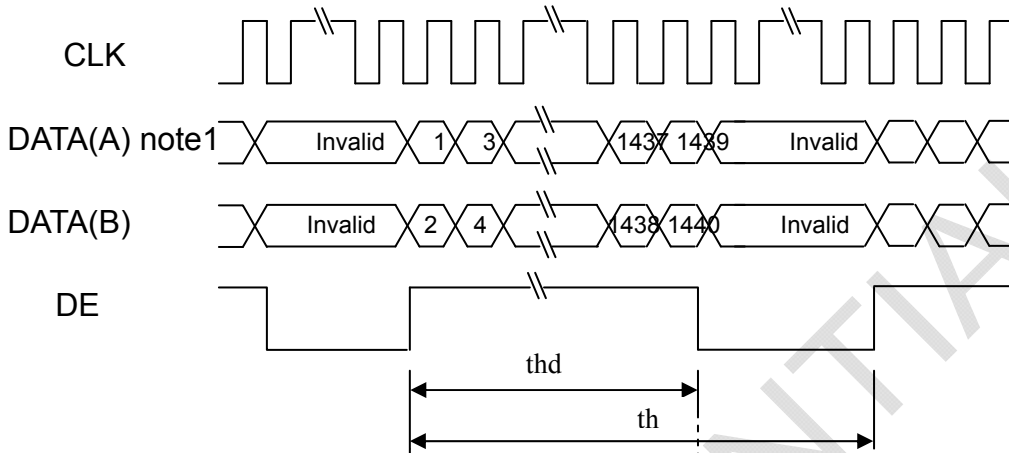 CLK
DATA(A) note1 Invalid 1 3 1437 1439 Invalid
DATA(B) Invalid 2 4 1438 1440 Invalid
DE
thd
th
NTIAL